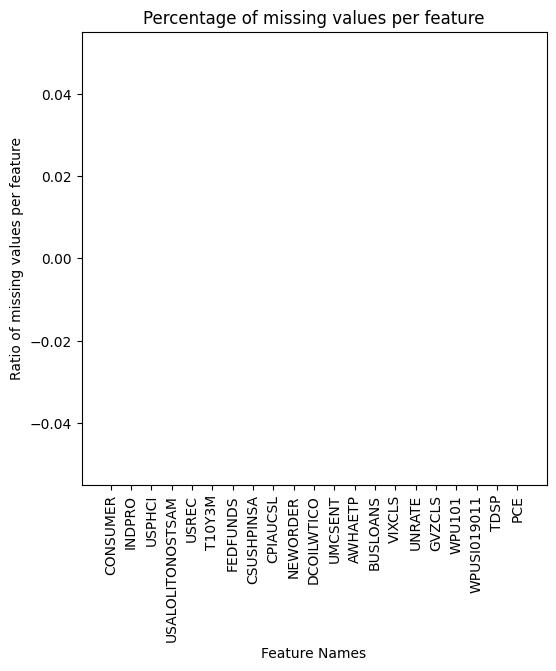 Percentage of missing values per feature
Ratio of missing values per feature
0.04
0.02
0.00
−0.02
−0.04
CONSUMER
INDPRO
USPHCI
USALOLITONOSTSAM
USREC
T10Y3M
FEDFUNDS
CSUSHPINSA
CPIAUCSL
NEWORDER
DCOILWTICO
UMCSENT
AWHAETP
BUSLOANS
VIXCLS
UNRATE
GVZCLS
WPU101
WPUSI019011
TDSP
PCE
Feature Names